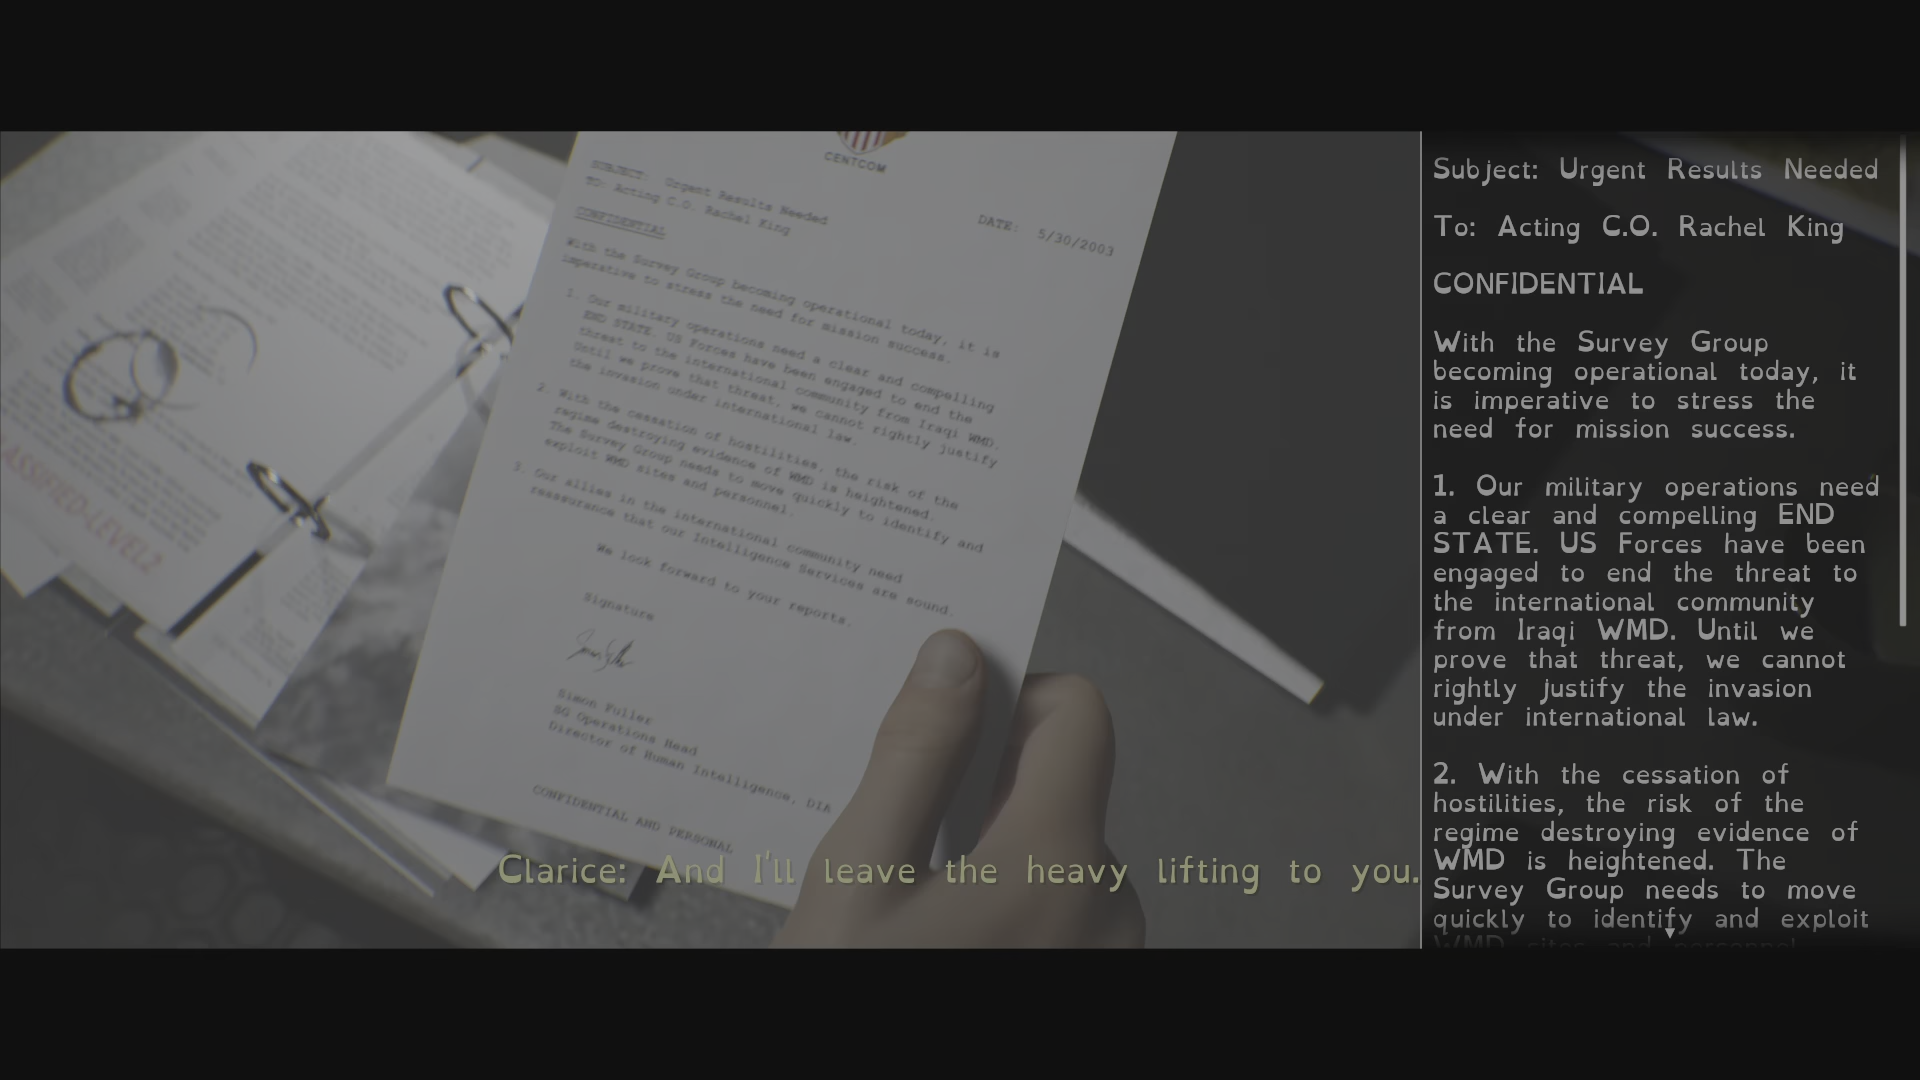 CENTCOM
SUBJECT: Urgent Results Needed
TO: Acting C.O. Rachel King
DATE: 5/30/2003
CONFIDENTIAL
With the Survey Group becoming operational today, it is
imperative to stress the need for mission success.
1. Our military operations need a clear and compelling
END STATE. US Forces have been engaged to end the
threat to the international community from Iraqi WMD.
Until we prove that threat, we cannot rightly justify
the invasion under international law.
2. With the cessation of hostilities, the risk of the
regime destroying evidence of WMD is heightened.
The Survey Group needs to move quickly to identify and
exploit WMD sites and personnel.
3. Our allies in the international community need
reassurance that our Intelligence Services are sound.
We look forward to your reports.
Signature
Simon Fuller
SG Operations Head
Director of Human Intelligence, DIA
CONFIDENTIAL AND PERSONAL
ASSIFIED-LEVEL2
Clarice: And I'll leave the heavy lifting to you.
Subject: Urgent Results Needed
To: Acting C.O. Rachel King
CONFIDENTIAL
With the Survey Group
becoming operational today, it
is imperative to stress the
need for mission success.
1. Our military operations need
a clear and compelling END
STATE. US Forces have been
engaged to end the threat to
the international community
from Iraqi WMD. Until we
prove that threat, we cannot
rightly justify the invasion
under international law.
2. With the cessation of
hostilities, the risk of the
regime destroying evidence of
WMD is heightened. The
Survey Group needs to move
quickly to identify and exploit
WMD sites and personnel